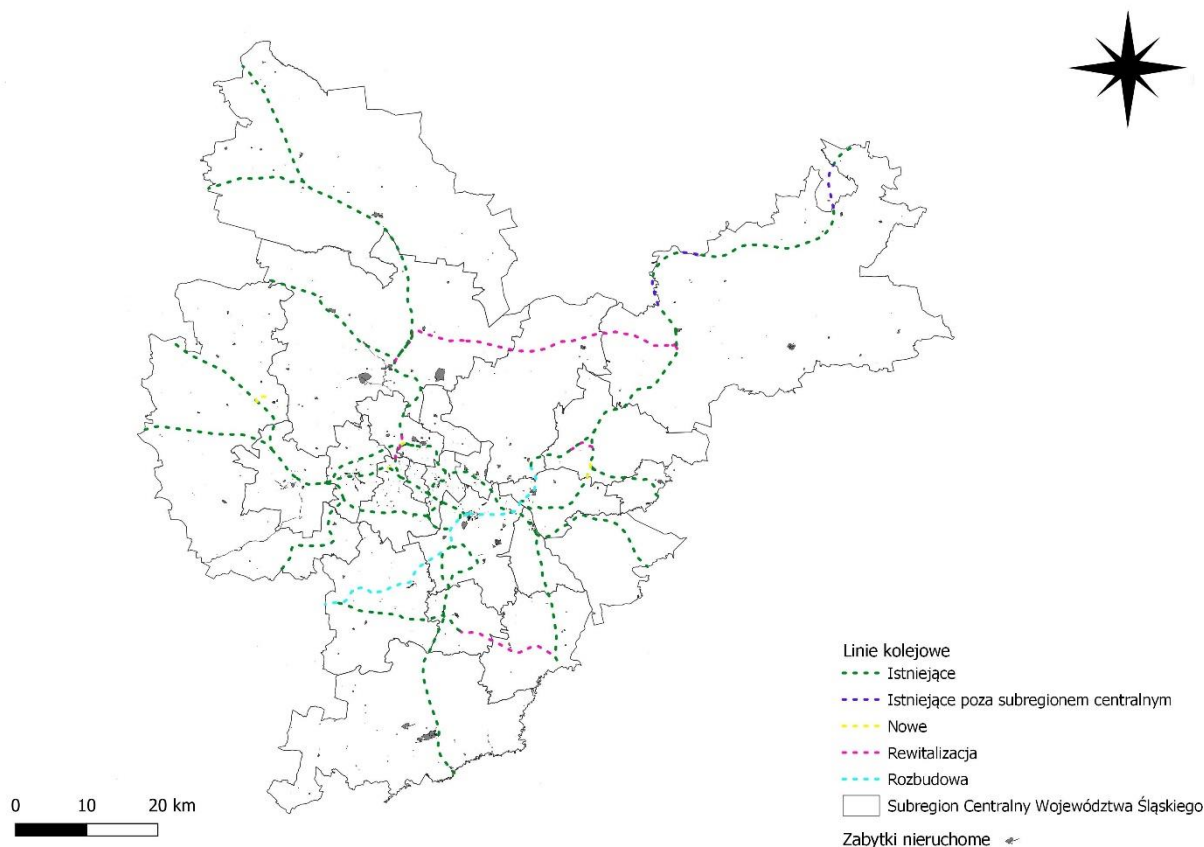 Linie kolejowe
Istniejące
Istniejące poza subregionem centralnym
Nowe
Rewitalizacja
Rozbudowa
Subregion Centralny Województwa Śląskiego
Zabytki nieruchome
0 10 20 km